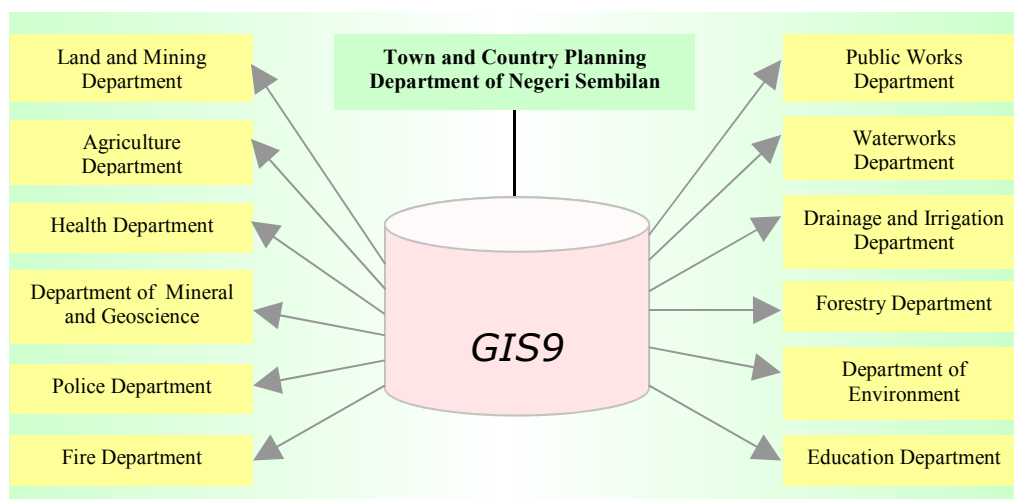 Land and Mining
Department
Agriculture
Department
Health Department
Department of Mineral
and Geoscience
Police Department
Fire Department
Town and Country Planning
Department of Negeri Sembilan
GIS9
Public Works
Department
Waterworks
Department
Drainage and Irrigation
Department
Forestry Department
Department of
Environment
Education Department